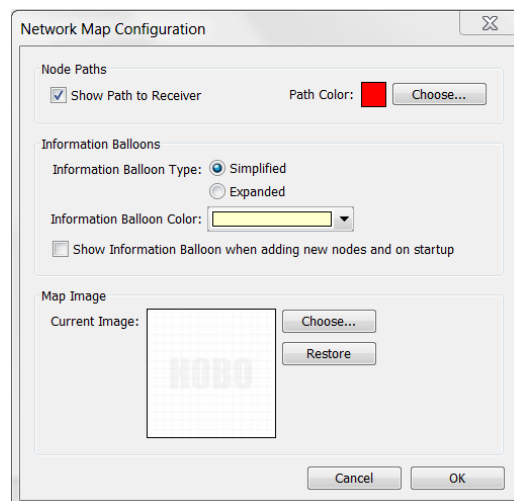 Network Map Configuration
Node Paths
Show Path to Receiver
Path Color:
Choose...
Information Balloons
Information Balloon Type:
Simplified
Expanded
Information Balloon Color:
Show Information Balloon when adding new nodes and on startup
Map Image
Current Image:
Choose...
Restore
HOBO
Cancel
OK